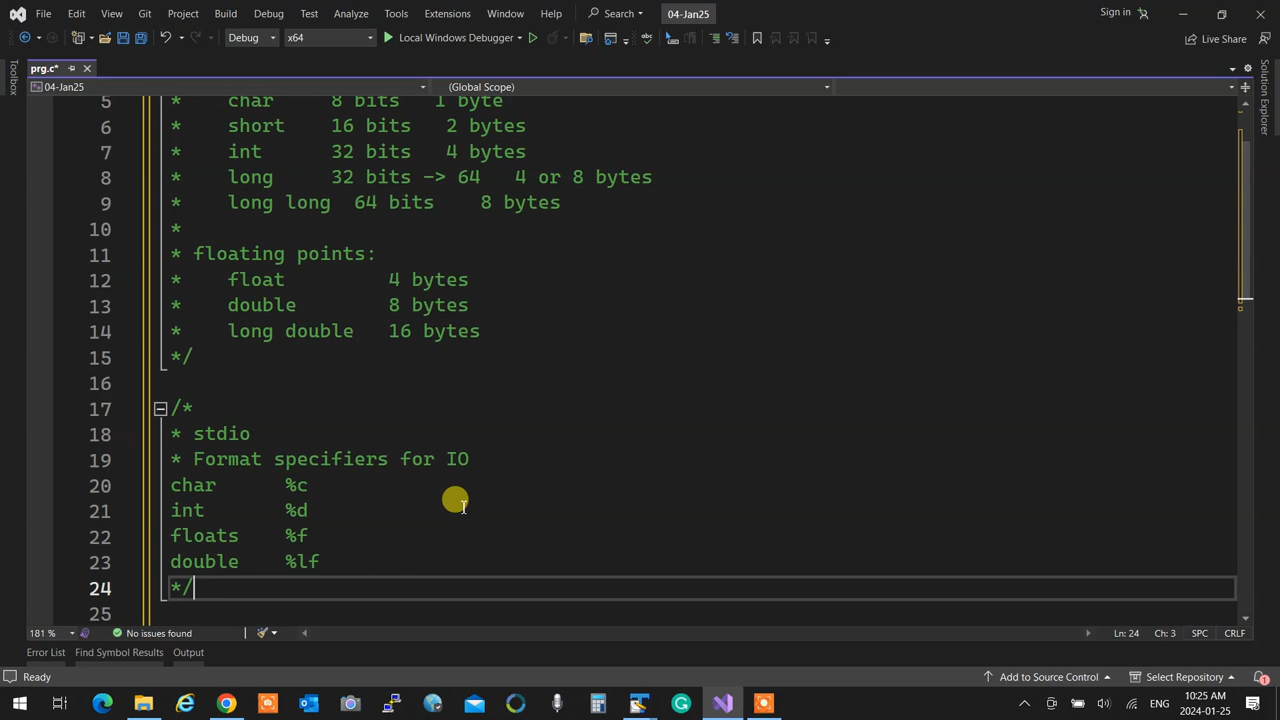 File Edit View Git Project Build Debug Test Analyze Tools Extensions Window Help Search 04-Jan25 Sign in
Debug x64 Local Windows Debugger Live Share
Toolbox
prg.c*
Solution Explorer
04-Jan25 (Global Scope)
5 * char 8 bits 1 byte
6 * short 16 bits 2 bytes
7 * int 32 bits 4 bytes
8 * long 32 bits -> 64 4 or 8 bytes
9 * long long 64 bits 8 bytes
10 *
11 * floating points:
12 * float 4 bytes
13 * double 8 bytes
14 * long double 16 bytes
15 */
16
17 /*
18 * stdio
19 * Format specifiers for IO
20 char %c
21 int %d
22 floats %f
23 double %lf
24 */
25
181 % No issues found Ln: 24 Ch: 3 SPC CRLF
Error List Find Symbol Results Output
Ready Add to Source Control Select Repository 1
ENG 10:25 AM
2024-01-25